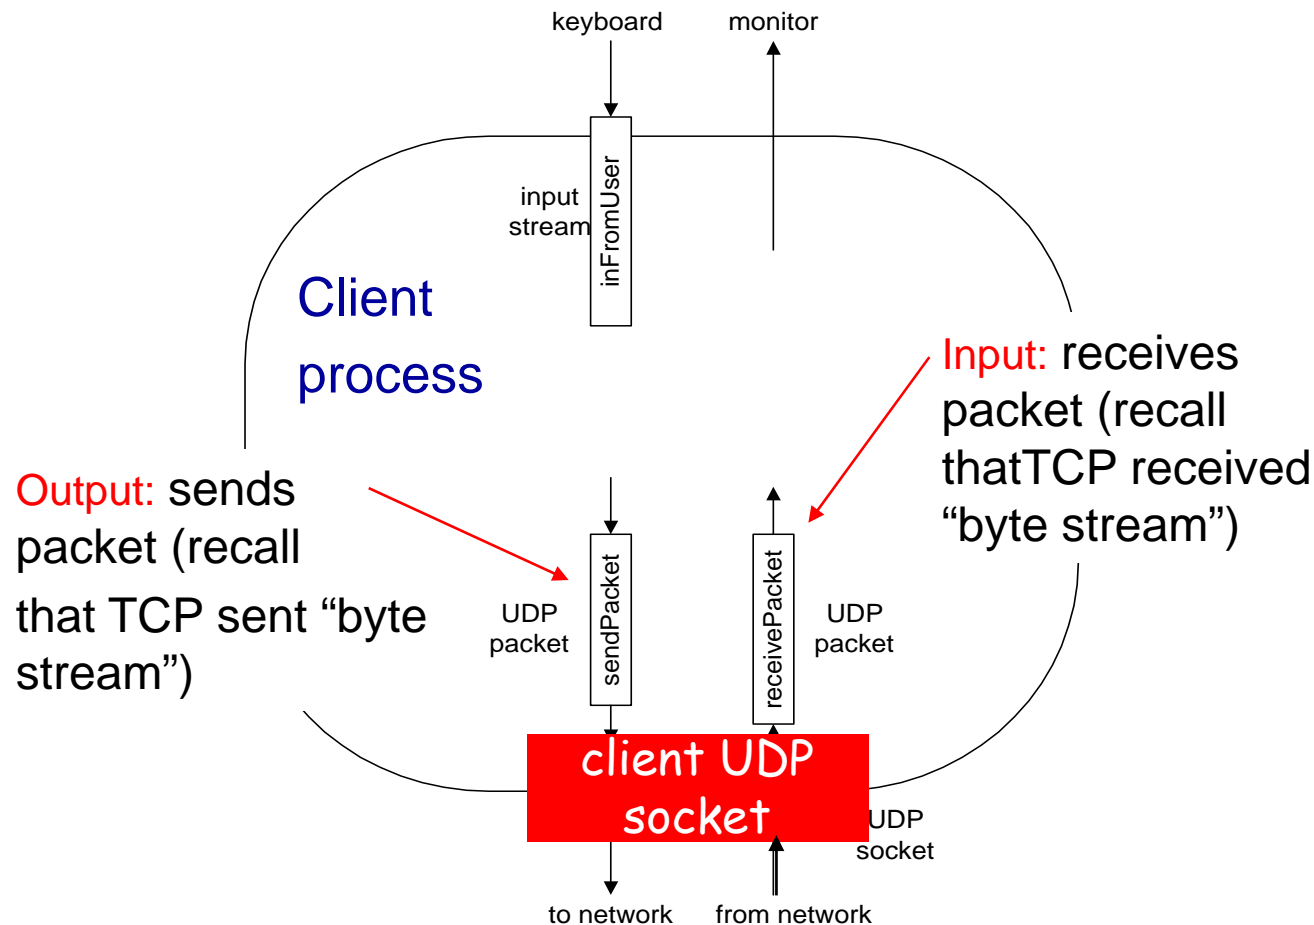 keyboard
monitor
input
stream
inFromUser
Client
process
Input: receives
packet (recall
thatTCP received
“byte stream”)
Output: sends
packet (recall
that TCP sent “byte
stream”)
UDP
packet
sendPacket
receivePacket
UDP
packet
client UDP
socket
UDP
socket
to network
from network